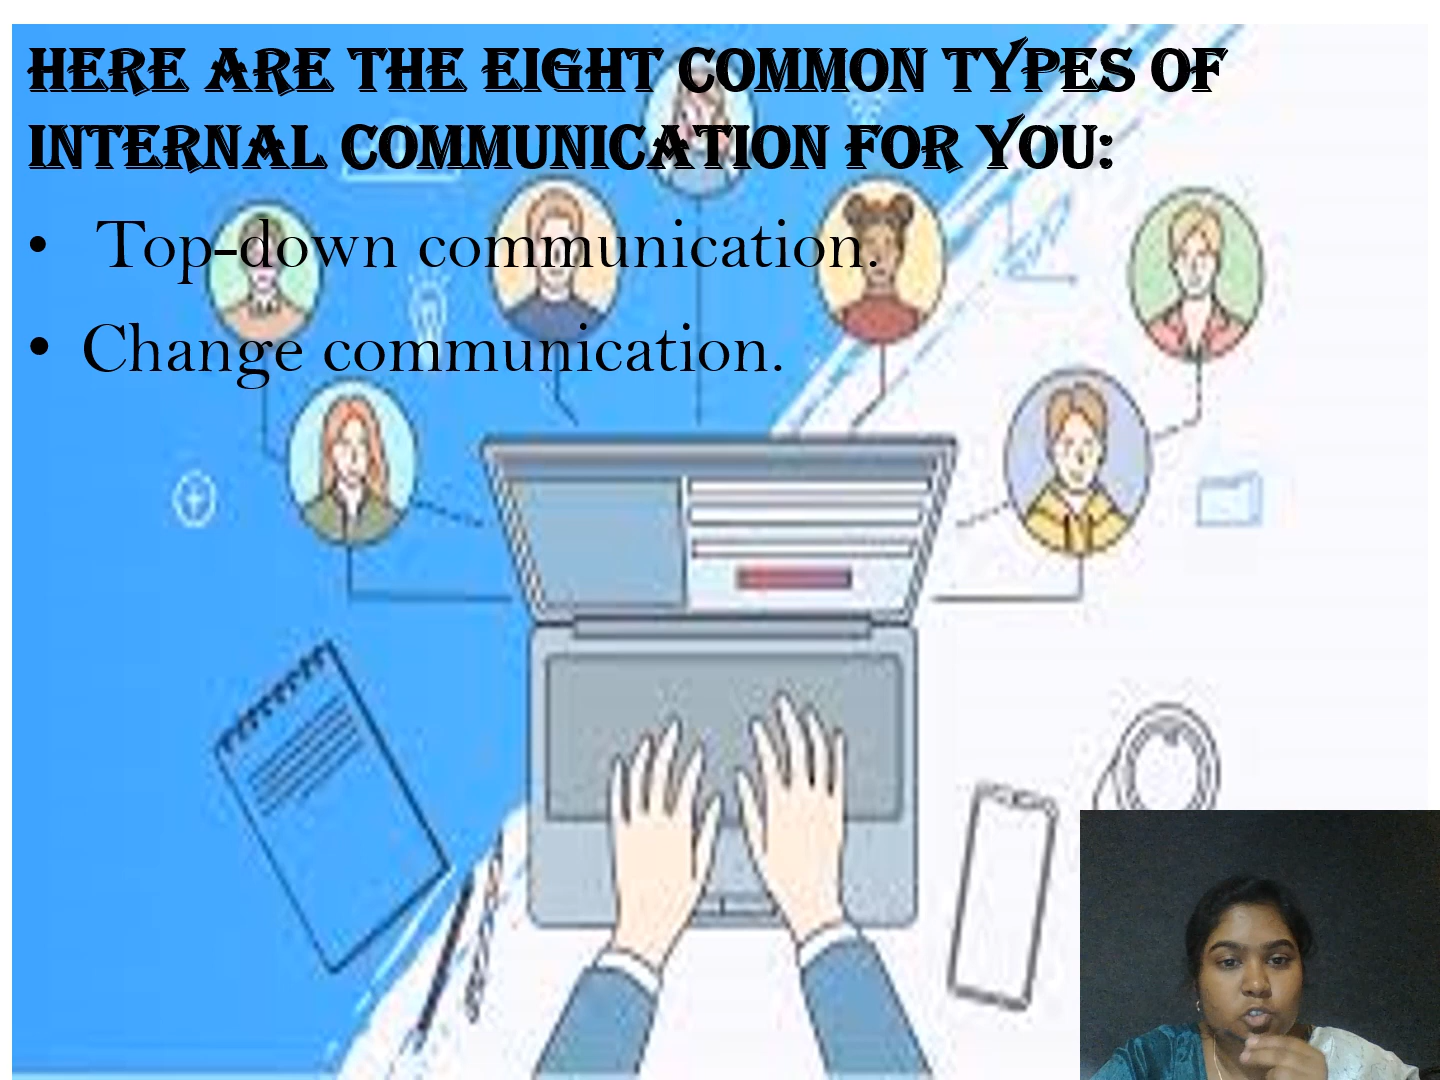 HERE ARE THE EIGHT COMMON TYPES OF
INTERNAL COMMUNICATION FOR YOU:
• Top-down communication.
• Change communication.